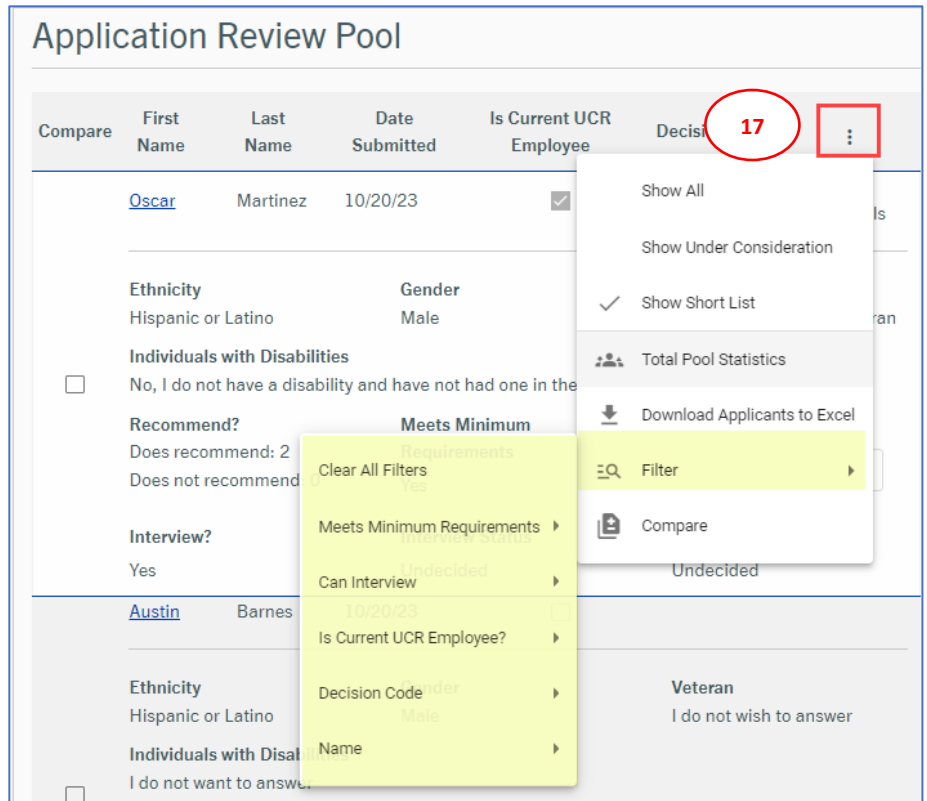 Application Review Pool
Compare First Name Last Name Date Submitted Is Current UCR Employee Decisi 17
Oscar Martinez 10/20/23 ls
Show All
Show Under Consideration
Show Short List
Total Pool Statistics
Download Applicants to Excel
Filter
Compare
Ethnicity Gender
Hispanic or Latino Male ran
Individuals with Disabilities
No, I do not have a disability and have not had one in the
Recommend? Meets Minimum Requirements
Does recommend: 2 Yes
Does not recommend: 0
Interview? Interview Status
Yes Undecided Undecided
Clear All Filters
Meets Minimum Requirements
Can Interview
Is Current UCR Employee?
Decision Code
Name
Austin Barnes 10/20/23
Ethnicity Gender Veteran
Hispanic or Latino Male I do not wish to answer
Individuals with Disabilities
I do not want to answer